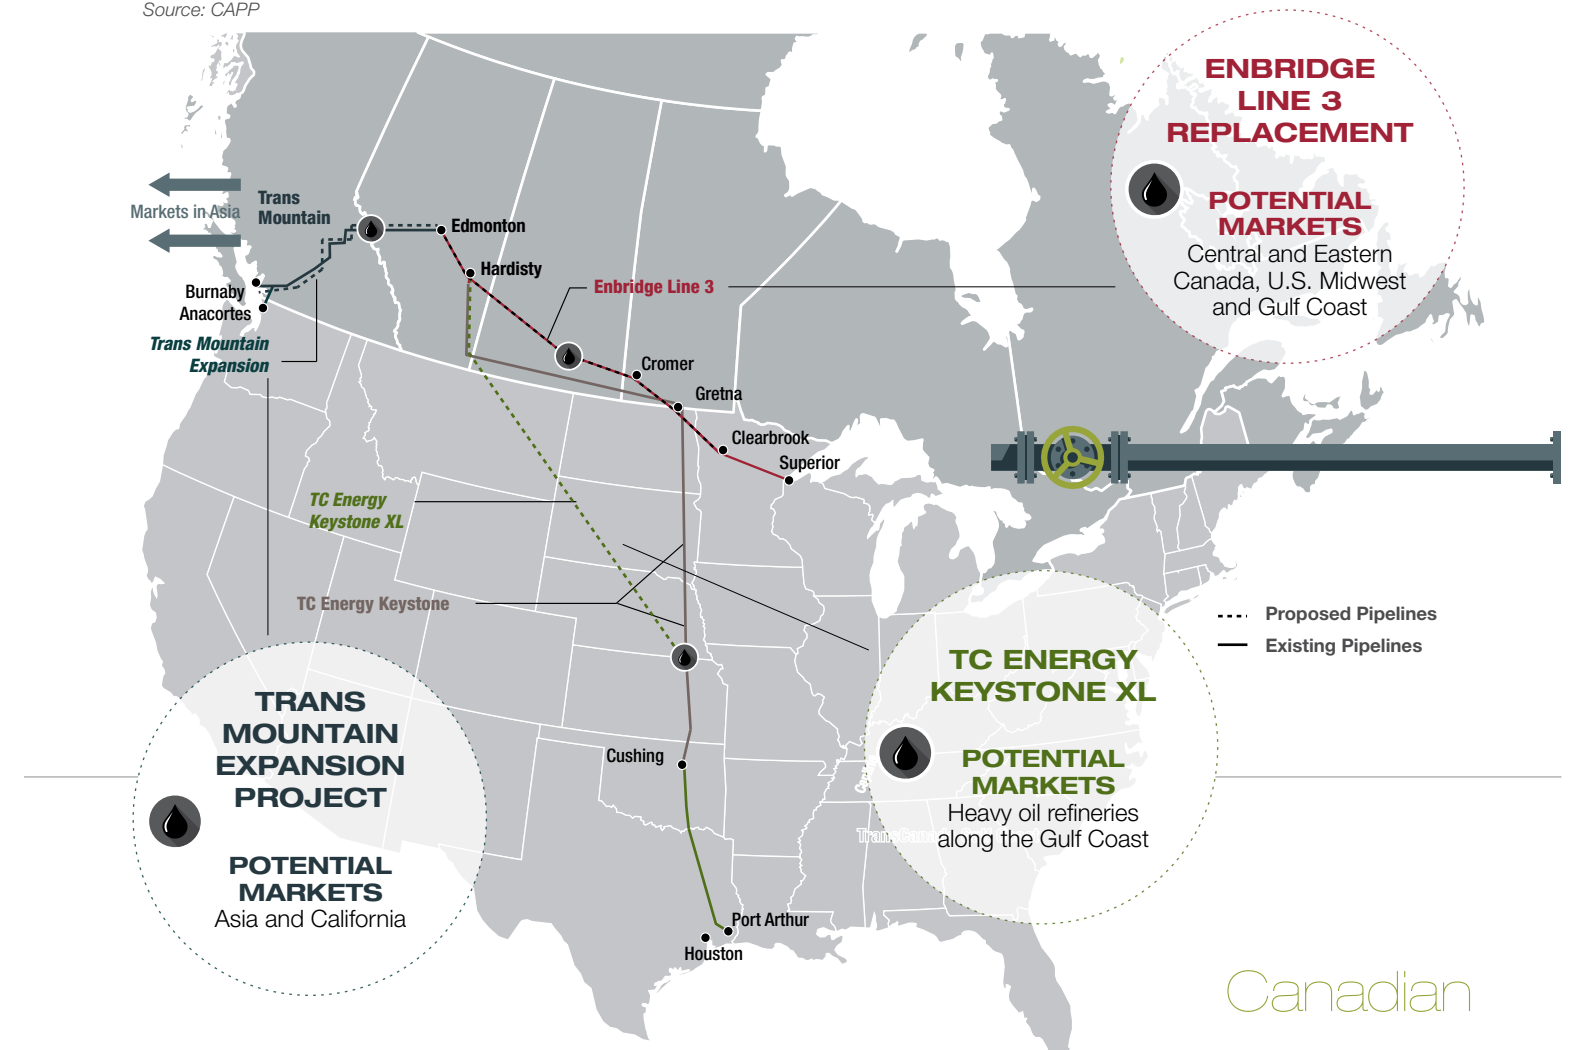 Source: CAPP
ENBRIDGE
LINE 3
REPLACEMENT
POTENTIAL
MARKETS
Central and Eastern
Canada, U.S. Midwest
and Gulf Coast
Markets in Asia
Trans
Mountain
Edmonton
Hardisty
Enbridge Line 3
Burnaby
Anacortes
Trans Mountain
Expansion
Cromer
Gretna
Clearbrook
Superior
TC Energy
Keystone XL
TC Energy Keystone
Proposed Pipelines
Existing Pipelines
TC ENERGY
KEYSTONE XL
POTENTIAL
MARKETS
Heavy oil refineries
along the Gulf Coast
TRANS
MOUNTAIN
EXPANSION
PROJECT
POTENTIAL
MARKETS
Asia and California
Cushing
Port Arthur
Houston
Canadian